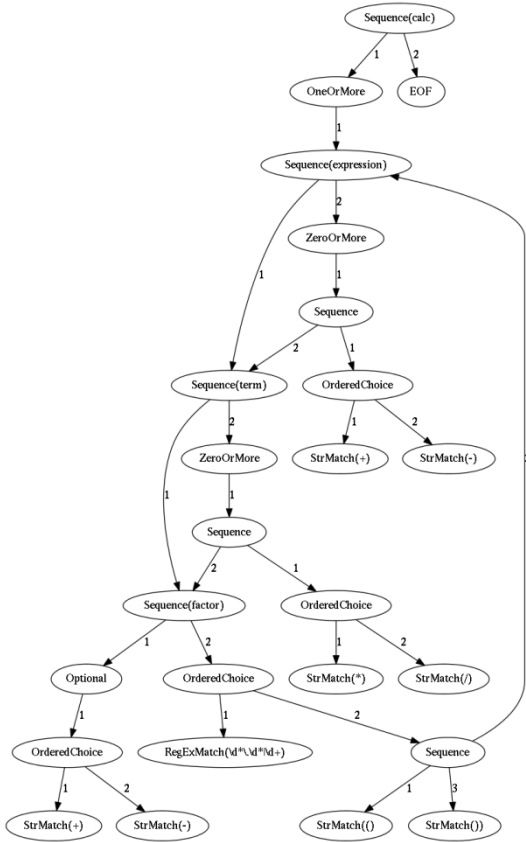 Sequence(calc)
1
2
OneOrMore
EOF
1
Sequence(expression)
2
ZeroOrMore
1
1
Sequence
2
1
Sequence(term)
OrderedChoice
2
1
2
ZeroOrMore
StrMatch(+)
StrMatch(-)
1
1
Sequence
2
1
Sequence(factor)
OrderedChoice
1
2
1
2
Optional
OrderedChoice
StrMatch(*)
StrMatch(/)
1
1
2
OrderedChoice
RegExMatch(\d*\.\d*|\d+)
Sequence
1
2
1
3
StrMatch(+)
StrMatch(-)
StrMatch(()
StrMatch())